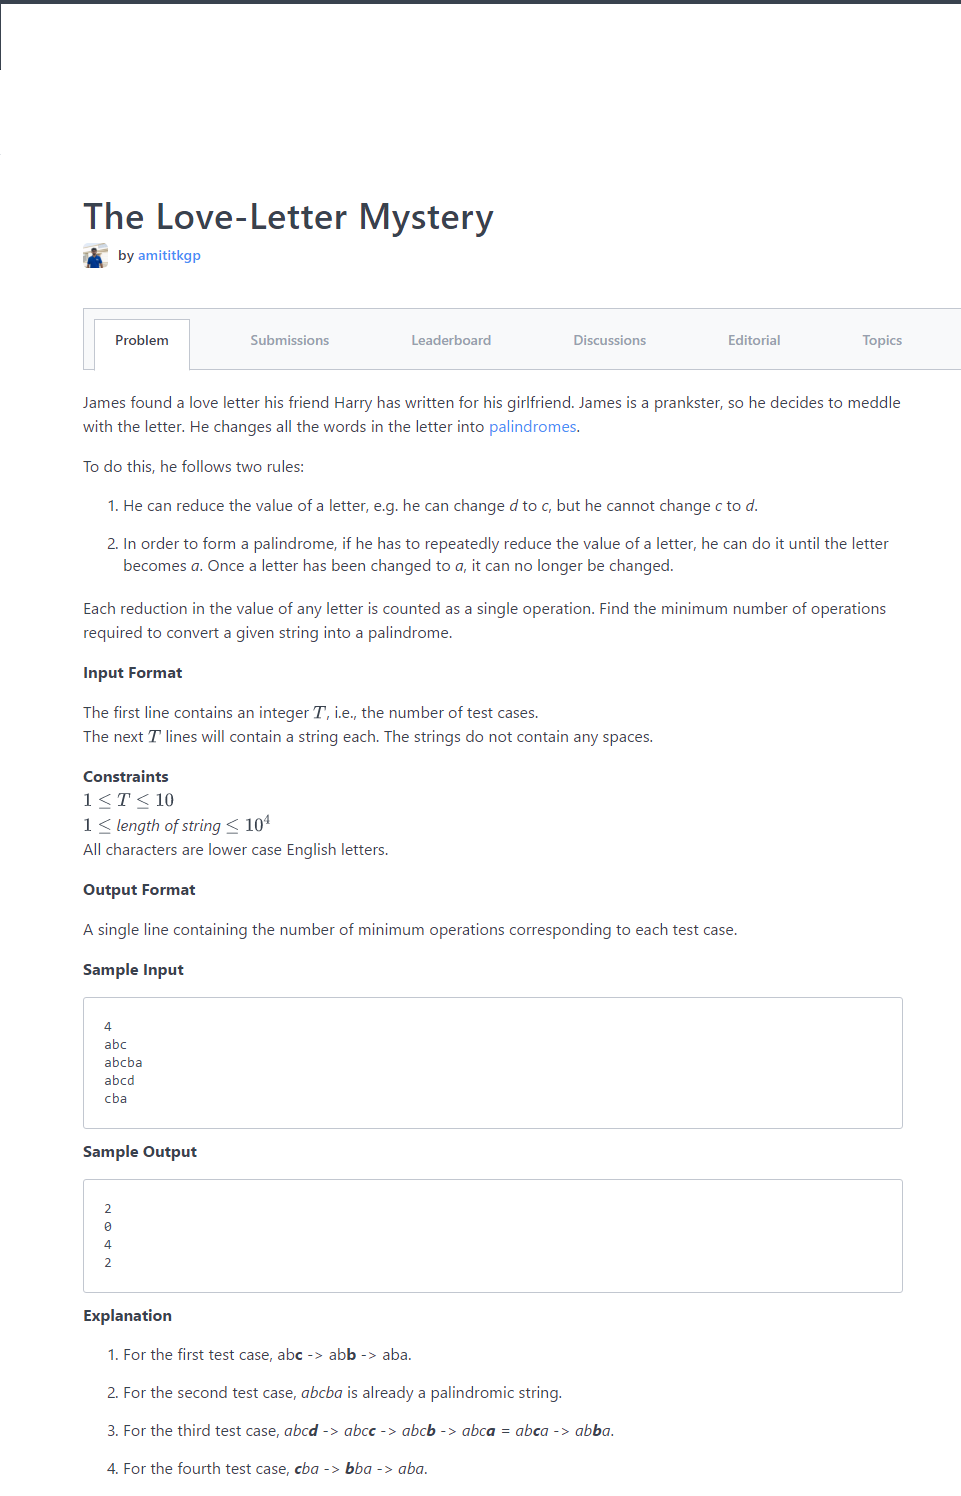 The Love-Letter Mystery
by amititkgp
Problem Submissions Leaderboard Discussions Editorial Topics
James found a love letter his friend Harry has written for his girlfriend. James is a prankster, so he decides to meddle
with the letter. He changes all the words in the letter into palindromes.
To do this, he follows two rules:
1. He can reduce the value of a letter, e.g. he can change d to c, but he cannot change c to d.
2. In order to form a palindrome, if he has to repeatedly reduce the value of a letter, he can do it until the letter
becomes a. Once a letter has been changed to a, it can no longer be changed.
Each reduction in the value of any letter is counted as a single operation. Find the minimum number of operations
required to convert a given string into a palindrome.
Input Format
The first line contains an integer T, i.e., the number of test cases.
The next T lines will contain a string each. The strings do not contain any spaces.
Constraints
1 ≤ T ≤ 10
1 ≤ length of string ≤ 10⁴
All characters are lower case English letters.
Output Format
A single line containing the number of minimum operations corresponding to each test case.
Sample Input
4
abc
abcba
abcd
cba
Sample Output
2
0
4
2
Explanation
1. For the first test case, abc -> abb -> aba.
2. For the second test case, abcba is already a palindromic string.
3. For the third test case, abcd -> abcc -> abcb -> abca = abca -> abba.
4. For the fourth test case, cba -> bba -> aba.